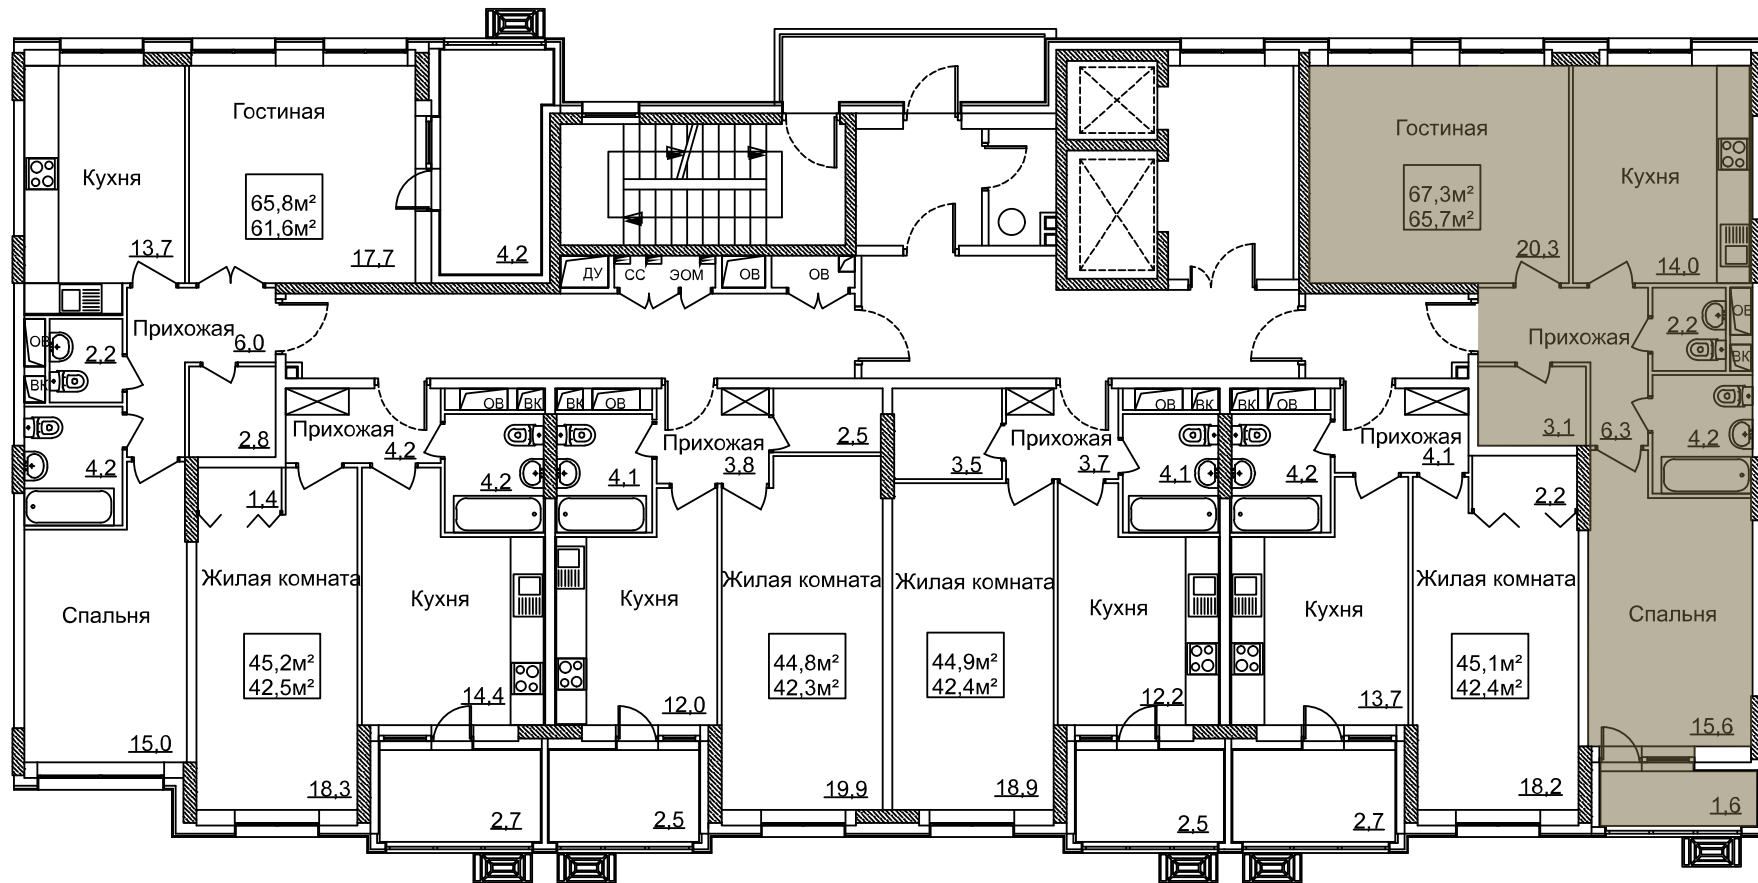 Гостиная
Кухня
65,8м²
61,6м²
13,7
17,7
4,2
ДУ
СС
ЭОМ
ОВ
ОВ
Гостиная
Кухня
67,3м²
65,7м²
20,3
14,0
Прихожая
6,0
ОВ
2,2
ВК
2,8
4,2
Прихожая
2,2
ОВ
ВК
3,1
6,3
4,2
Прихожая
4,2
ОВ
ВК
ВК
ОВ
4,2
4,1
Прихожая
3,8
2,5
3,5
Прихожая
3,7
ОВ
ВК
ВК
ОВ
4,1
4,2
Прихожая
4,1
1,4
2,2
Спальня
15,0
Жилая комната
45,2м²
42,5м²
18,3
Кухня
14,4
2,7
Кухня
12,0
2,5
Жилая комната
44,8м²
42,3м²
19,9
Жилая комната
44,9м²
42,4м²
18,9
Кухня
12,2
2,5
Кухня
13,7
2,7
Жилая комната
45,1м²
42,4м²
18,2
Спальня
15,6
1,6